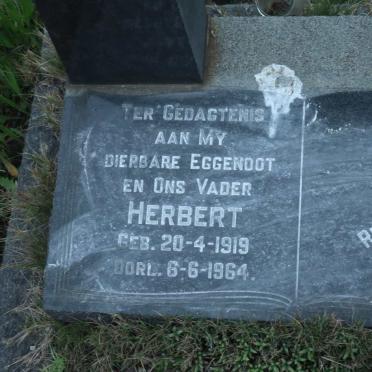 TER GEDAGTENIS
AAN MY
DIERBARE EGGENOOT
EN ONS VADER
HERBERT
GEB. 20-4-1919
OORL. 6-6-1964.